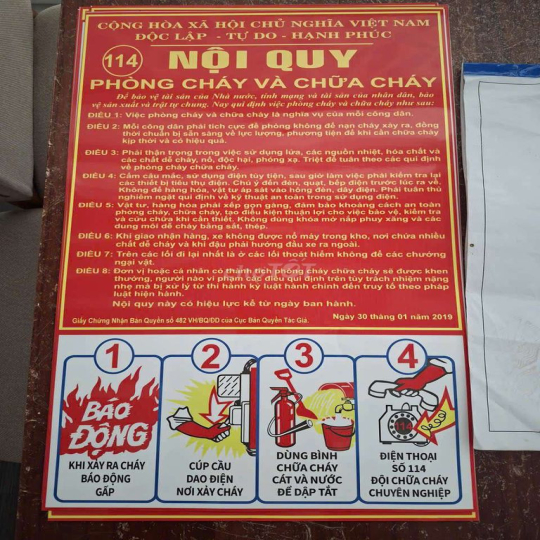 CỘNG HÒA XÃ HỘI CHỦ NGHĨA VIỆT NAM
ĐỘC LẬP - TỰ DO - HẠNH PHÚC
114
NỘI QUY
PHÒNG CHÁY VÀ CHỮA CHÁY
Để bảo vệ tài sản của Nhà nước, tính mạng và tài sản của nhân dân, bảo
vệ sản xuất và trật tự chung. Nay qui định việc phòng cháy và chữa cháy như sau:
ĐIỀU 1: Việc phòng cháy và chữa cháy là nghĩa vụ của mỗi công dân.
ĐIỀU 2: Mỗi công dân phải tích cực đề phòng không để nạn cháy xảy ra, đồng
thời chuẩn bị sẵn sàng về lực lượng, phương tiện để khi cần chữa cháy
kịp thời và có hiệu quả.
ĐIỀU 3: Phải thận trọng trong việc sử dụng lửa, các nguồn nhiệt, hóa chất và
các chất dễ cháy, nổ, độc hại, phóng xạ. Triệt để tuân theo các qui định
về phòng cháy chữa cháy.
ĐIỀU 4: Cấm câu mắc, sử dụng điện tùy tiện, sau giờ làm việc phải kiểm tra lại
các thiết bị tiêu thụ điện. Chú ý đến đèn, quạt, bếp điện trước lúc ra về.
Không để hàng hóa, vật tư áp sát vào hông đèn, dây điện. Phải tuân thủ
nghiêm ngặt qui định về kỹ thuật an toàn trong sử dụng điện.
ĐIỀU 5: Vật tư, hàng hóa phải xếp gọn gàng, đảm bảo khoảng cách an toàn
phòng cháy, chữa cháy, tạo điều kiện thuận lợi cho việc bảo vệ, kiểm tra
và cứu chữa khi cần thiết. Không dùng khóa mở nắp phuy xăng và các
dung môi dễ cháy bằng sắt, thép.
ĐIỀU 6: Khi giao nhận hàng, xe không được nổ máy trong kho, nơi chứa nhiều
chất dễ cháy và khi đậu phải hướng đầu xe ra ngoài.
ĐIỀU 7: Trên các lối đi lại nhất là ở các lối thoát hiểm không để các chướng
ngại vật.
ĐIỀU 8: Đơn vị hoặc cá nhân có thành tích phòng cháy chữa cháy sẽ được khen
thưởng, người nào vi phạm các điều qui định trên tùy trách nhiệm nặng
nhẹ mà bị xử lý từ thi hành kỷ luật hành chính đến truy tố theo pháp
luật hiện hành.
Nội quy này có hiệu lực kể từ ngày ban hành.
Giấy Chứng Nhận Bản Quyền số 482 VH/BQ/ĐD của Cục Bản Quyền Tác Giả.
Ngày 30 tháng 01 năm 2019
1
BÁO
ĐỘNG
KHI XẢY RA CHÁY
BÁO ĐỘNG
GẤP
2
CÚP CẦU
DAO ĐIỆN
NƠI XẢY CHÁY
3
DÙNG BÌNH
CHỮA CHÁY
CÁT VÀ NƯỚC
ĐỂ DẬP TẮT
4
114
ĐIỆN THOẠI
SỐ 114
ĐỘI CHỮA CHÁY
CHUYÊN NGHIỆP